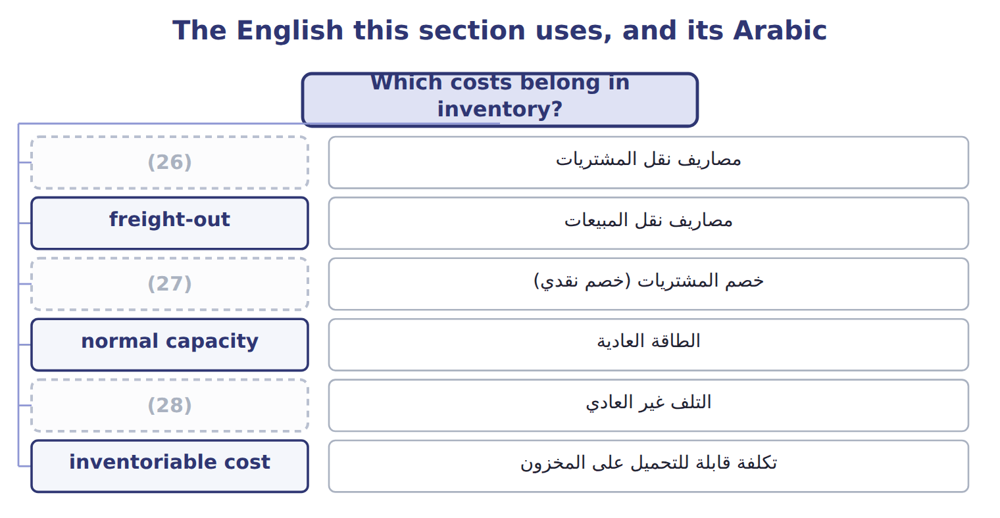 The English this section uses, and its Arabic
Which costs belong in
inventory?
(26)
مصاريف نقل المشتريات
freight-out
مصاريف نقل المبيعات
(27)
خصم المشتريات (خصم نقدي)
normal capacity
الطاقة العادية
(28)
التلف غير العادي
inventoriable cost
تكلفة قابلة للتحميل على المخزون